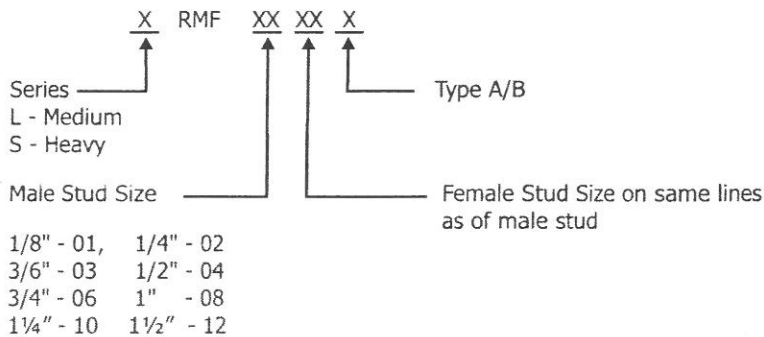 X RMF XX XX X
Series
Type A/B
L - Medium
S - Heavy
Male Stud Size
Female Stud Size on same lines
as of male stud
1/8" - 01, 1/4" - 02
3/6" - 03 1/2" - 04
3/4" - 06 1" - 08
1¼" - 10 1½" - 12